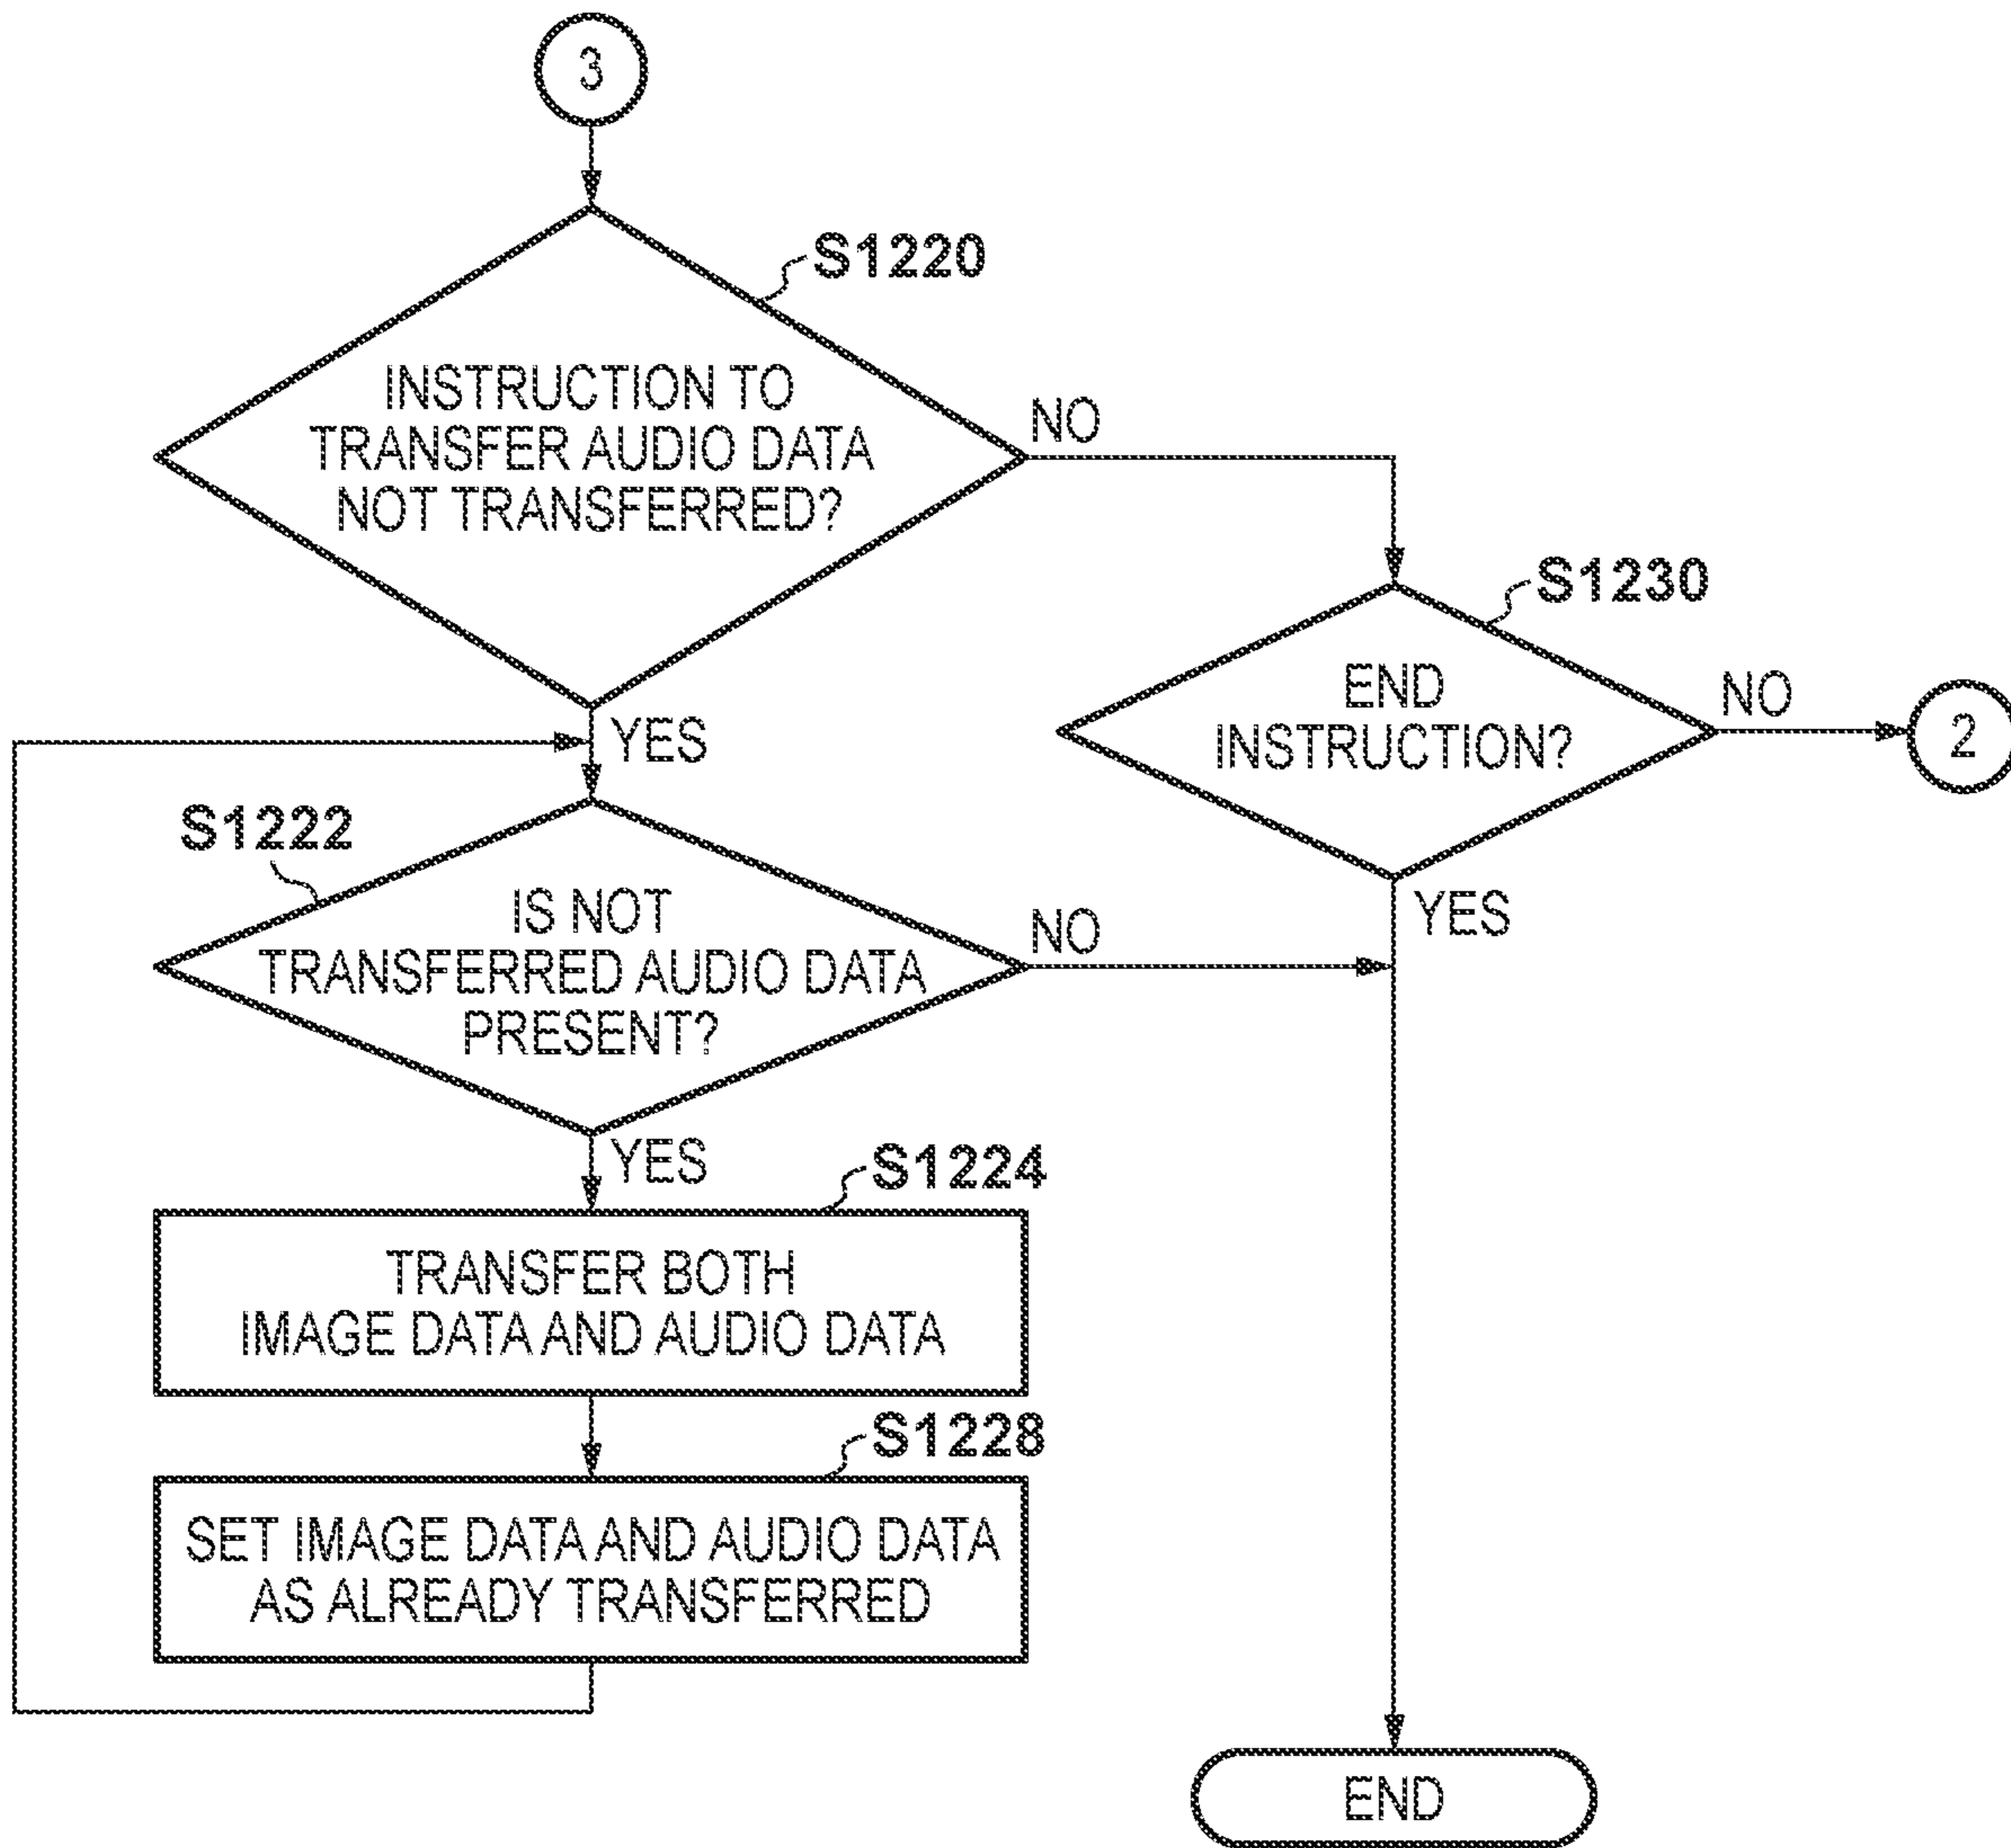 3
S1220
INSTRUCTION TO
TRANSFER AUDIO DATA
NOT TRANSFERRED?
NO
YES
S1230
END
INSTRUCTION?
NO
2
YES
S1222
IS NOT
TRANSFERRED AUDIO DATA
PRESENT?
NO
YES
S1224
TRANSFER BOTH
IMAGE DATA AND AUDIO DATA
S1228
SET IMAGE DATA AND AUDIO DATA
AS ALREADY TRANSFERRED
END